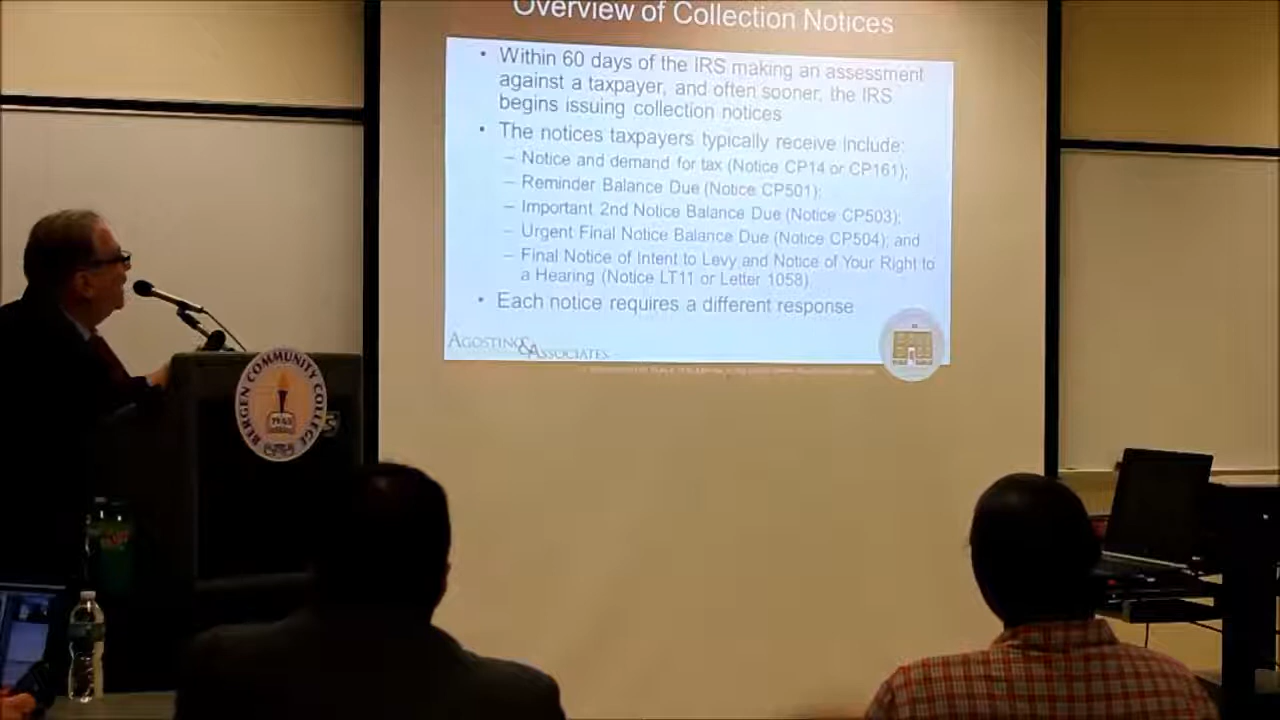 Overview of Collection Notices
• Within 60 days of the IRS making an assessment
against a taxpayer, and often sooner, the IRS
begins issuing collection notices
• The notices taxpayers typically receive include:
– Notice and demand for tax (Notice CP14 or CP161);
– Reminder Balance Due (Notice CP501);
– Important 2nd Notice Balance Due (Notice CP503);
– Urgent Final Notice Balance Due (Notice CP504); and
– Final Notice of Intent to Levy and Notice of Your Right to
a Hearing (Notice LT11 or Letter 1058).
• Each notice requires a different response
AGOSTINO & ASSOCIATES
BERGEN COMMUNITY COLLEGE